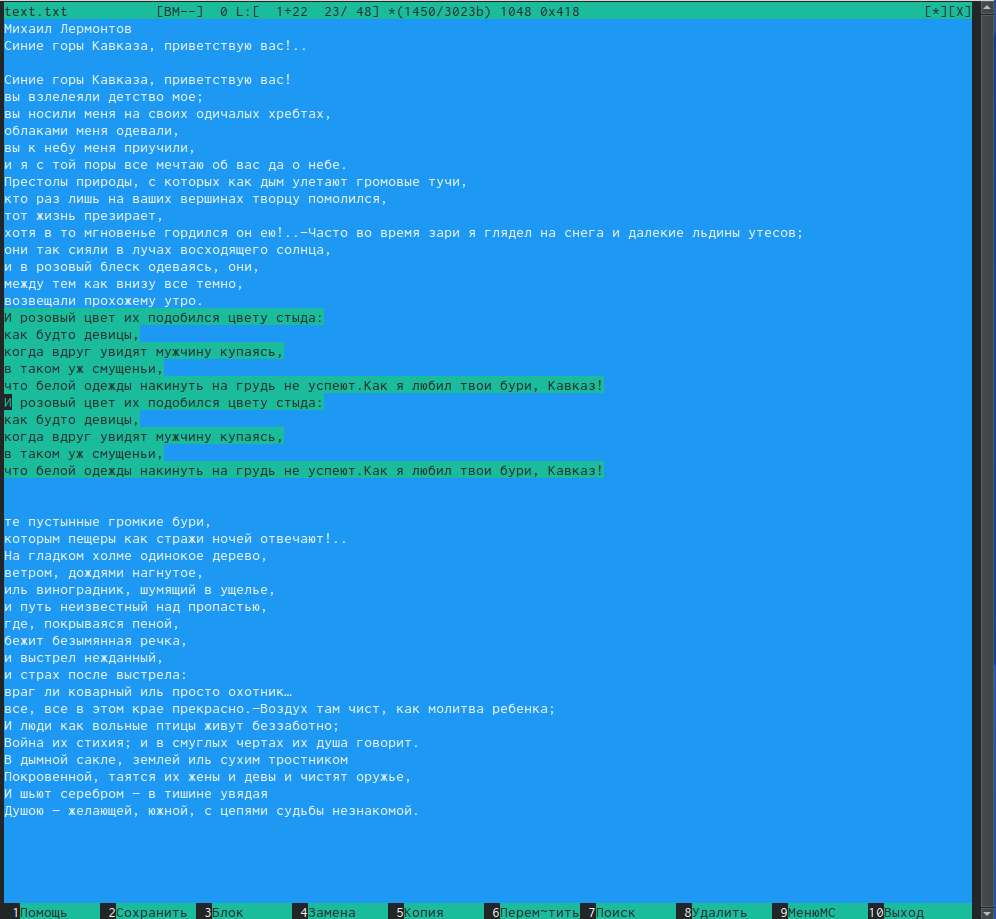 text.txt [BM--] 0 L:[ 1+22 23/ 48] *(1450/3023b) 1048 0x418 [*][X]
Михаил Лермонтов
Синие горы Кавказа, приветствую вас!..
Синие горы Кавказа, приветствую вас!
вы взлелеяли детство мое;
вы носили меня на своих одичалых хребтах,
облаками меня одевали,
вы к небу меня приучили,
и я с той поры все мечтаю об вас да о небе.
Престолы природы, с которых как дым улетают громовые тучи,
кто раз лишь на ваших вершинах творцу помолился,
тот жизнь презирает,
хотя в то мгновенье гордился он ею!..—Часто во время зари я глядел на снега и далекие льдины утесов;
они так сияли в лучах восходящего солнца,
и в розовый блеск одеваясь, они,
между тем как внизу все темно,
возвещали прохожему утро.
И розовый цвет их подобился цвету стыда:
как будто девицы,
когда вдруг увидят мужчину купаясь,
в таком уж смущеньи,
что белой одежды накинуть на грудь не успеют.Как я любил твои бури, Кавказ!
И розовый цвет их подобился цвету стыда:
как будто девицы,
когда вдруг увидят мужчину купаясь,
в таком уж смущеньи,
что белой одежды накинуть на грудь не успеют.Как я любил твои бури, Кавказ!
те пустынные громкие бури,
которым пещеры как стражи ночей отвечают!..
На гладком холме одинокое дерево,
ветром, дождями нагнутое,
иль виноградник, шумящий в ущелье,
и путь неизвестный над пропастью,
где, покрываяся пеной,
бежит безымянная речка,
и выстрел нежданный,
и страх после выстрела:
враг ли коварный иль просто охотник…
все, все в этом крае прекрасно.—Воздух там чист, как молитва ребенка;
И люди как вольные птицы живут беззаботно;
Война их стихия; и в смуглых чертах их душа говорит.
В дымной сакле, землей иль сухим тростником
Покровенной, таятся их жены и девы и чистят оружье,
И шьют серебром — в тишине увядая
Душою — желающей, южной, с цепями судьбы незнакомой.
1Помощь 2Сохранить 3Блок 4Замена 5Копия 6Перем~тить 7Поиск 8Удалить 9МенюMC 10Выход